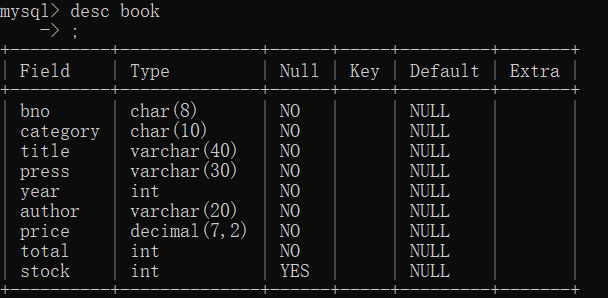 mysql> desc book
    -> ;
+----------+--------------+------+-----+---------+-------+
| Field    | Type         | Null | Key | Default | Extra |
+----------+--------------+------+-----+---------+-------+
| bno      | char(8)      | NO   |     | NULL    |       |
| category | char(10)     | NO   |     | NULL    |       |
| title    | varchar(40)  | NO   |     | NULL    |       |
| press    | varchar(30)  | NO   |     | NULL    |       |
| year     | int          | NO   |     | NULL    |       |
| author   | varchar(20)  | NO   |     | NULL    |       |
| price    | decimal(7,2) | NO   |     | NULL    |       |
| total    | int          | NO   |     | NULL    |       |
| stock    | int          | YES  |     | NULL    |       |
+----------+--------------+------+-----+---------+-------+